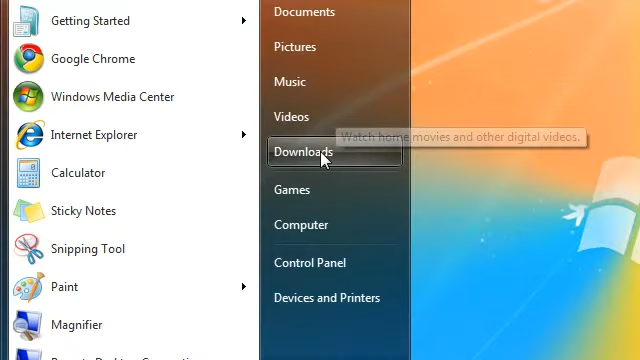 Getting Started
Google Chrome
Windows Media Center
Internet Explorer
Calculator
Sticky Notes
Snipping Tool
Paint
Magnifier
Documents
Pictures
Music
Videos
Watch home movies and other digital videos.
Downloads
Games
Computer
Control Panel
Devices and Printers